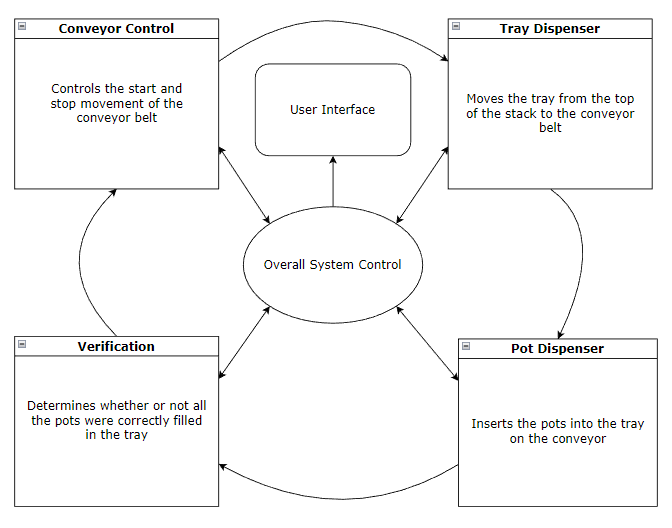 Conveyor Control
Controls the start and
stop movement of the
conveyor belt
User Interface
Tray Dispenser
Moves the tray from the top
of the stack to the conveyor
belt
Overall System Control
Verification
Determines whether or not all
the pots were correctly filled
in the tray
Pot Dispenser
Inserts the pots into the tray
on the conveyor